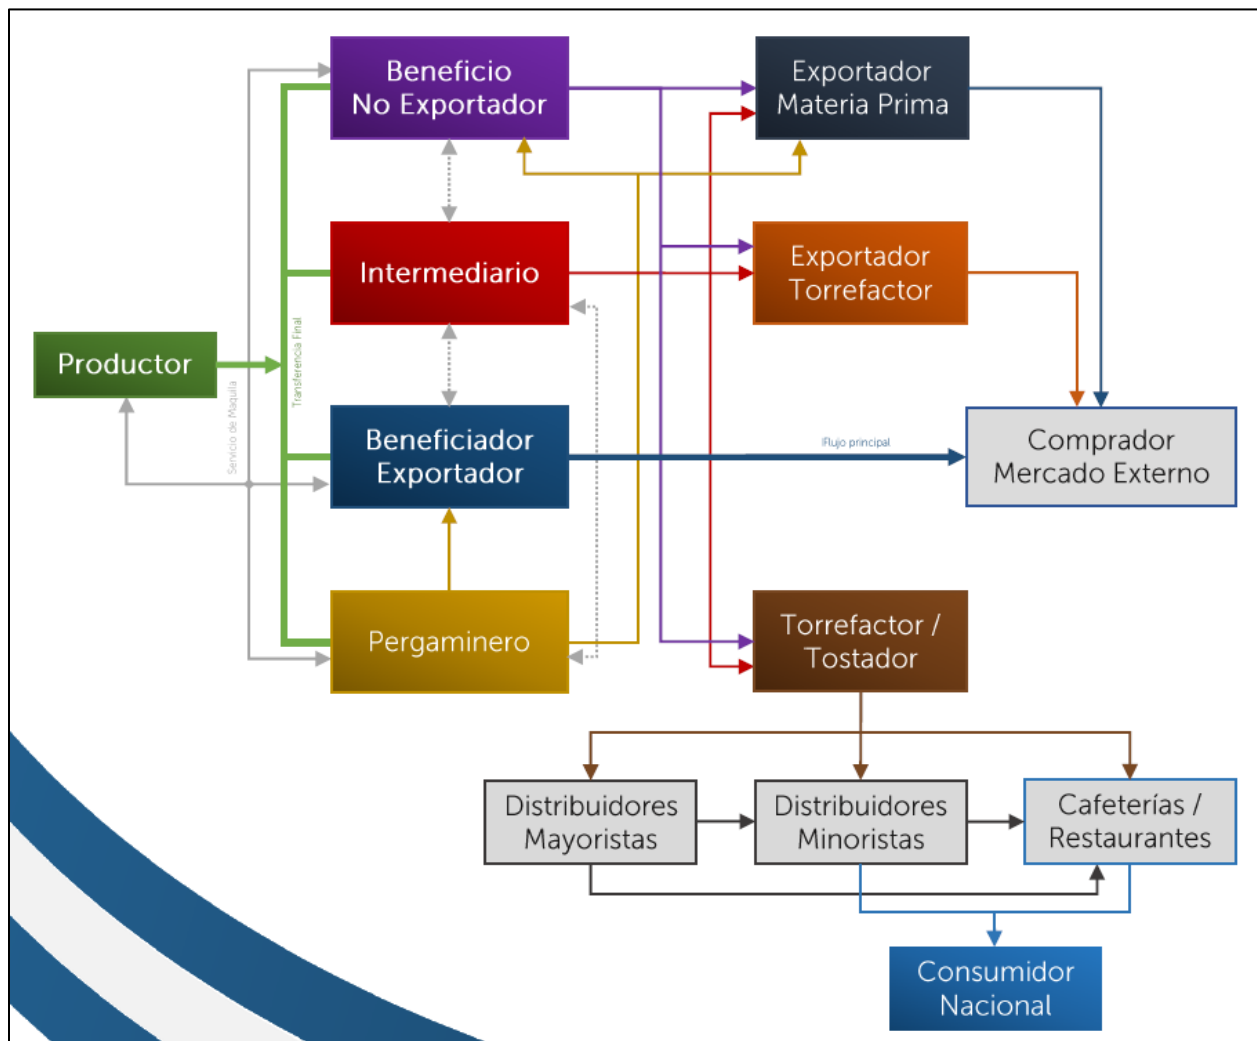 Beneficio
No Exportador
Exportador
Materia Prima
Intermediario
Exportador
Torrefactor
Productor
Servicio de Maquila
Transferencia Final
Beneficiador
Exportador
Flujo principal
Comprador
Mercado Externo
Pergaminero
Torrefactor /
Tostador
Distribuidores
Mayoristas
Distribuidores
Minoristas
Cafeterías /
Restaurantes
Consumidor
Nacional